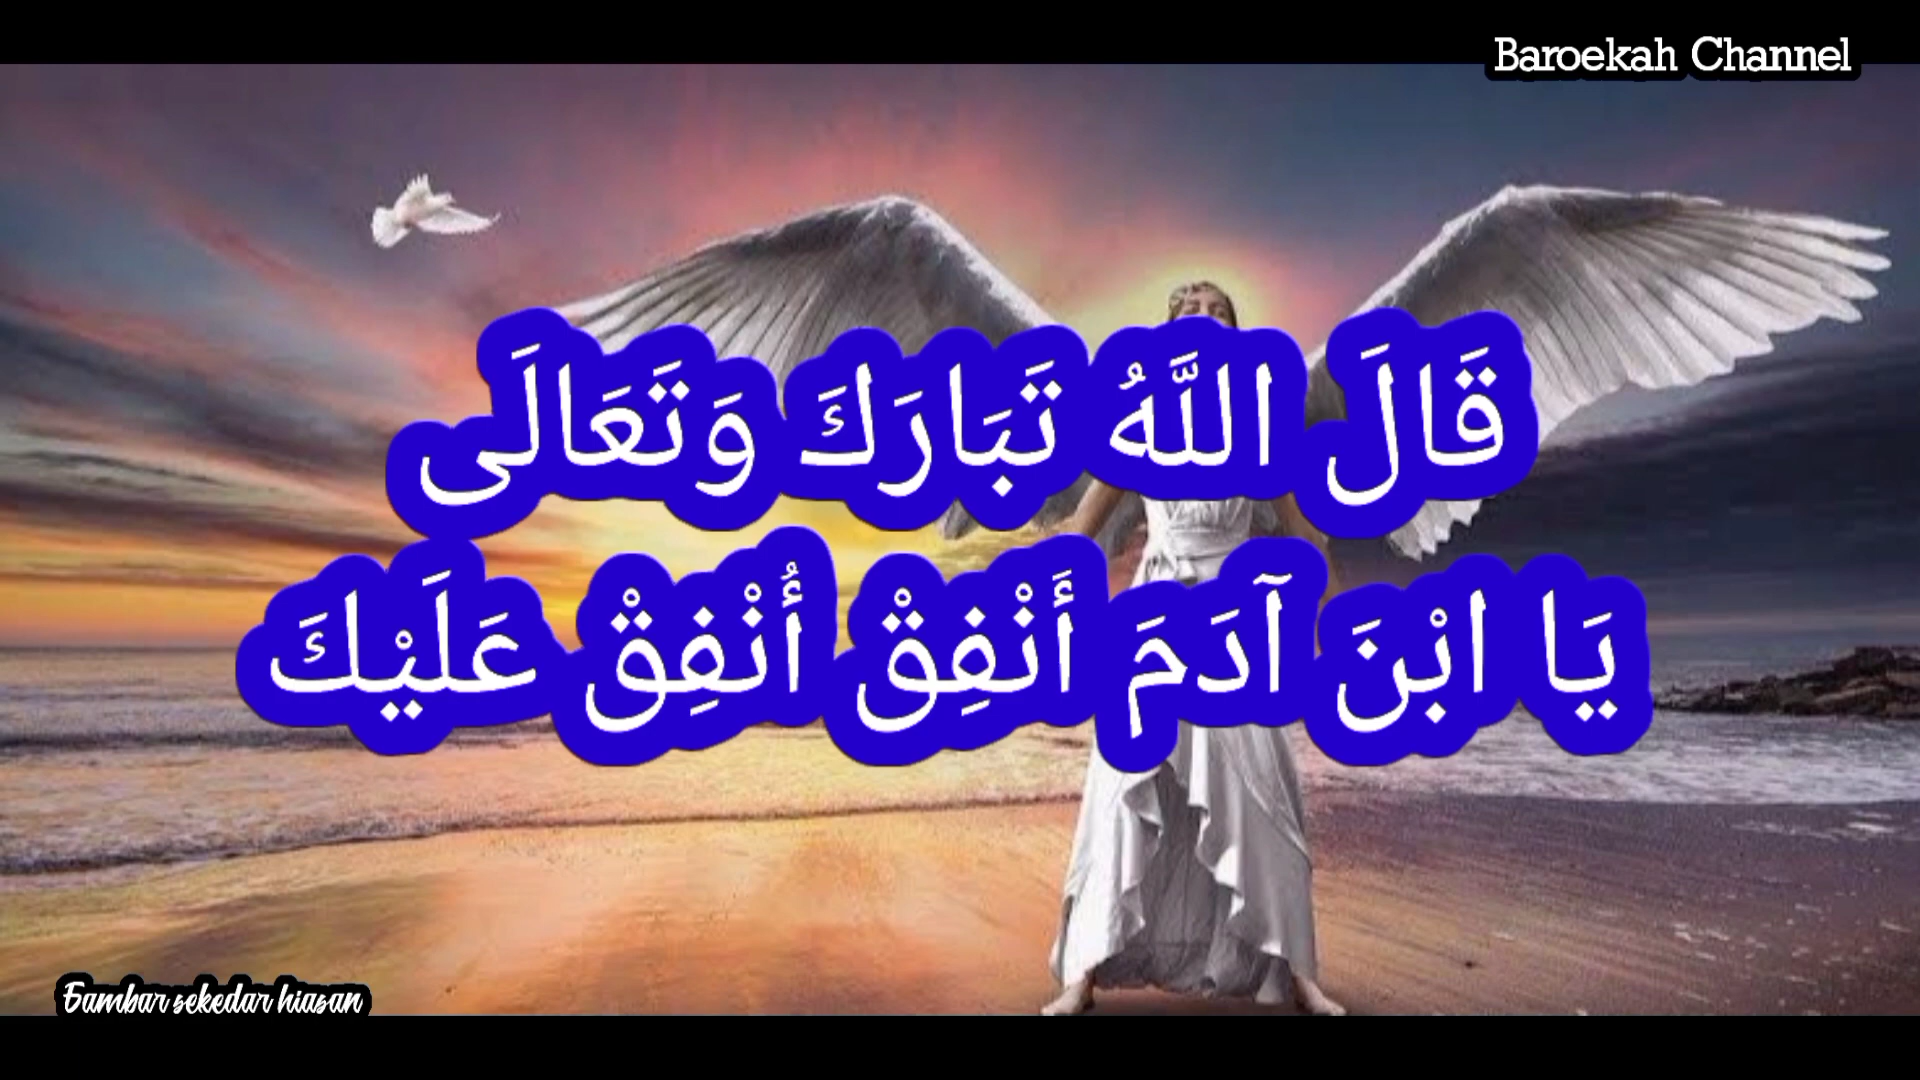 Baroekah Channel
قَالَ اللَّهُ تَبَارَكَ وَتَعَالَى
يَا ابْنَ آدَمَ أَنْفِقْ أُنْفِقْ عَلَيْكَ
Gambar sekedar hiasan